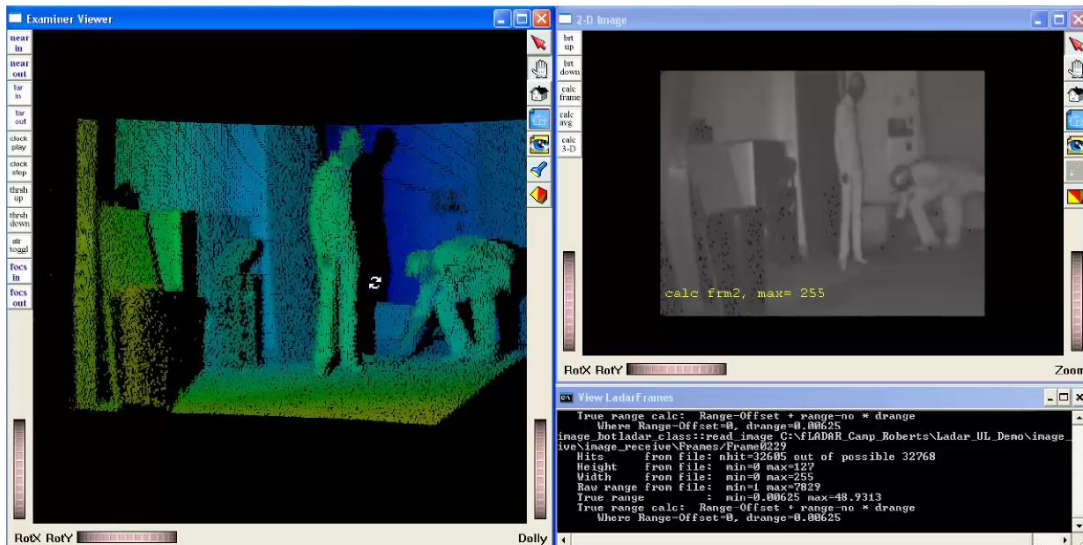 Examiner Viewer
near
in
near
out
far
in
far
out
clock
play
clock
stop
thrsh
up
thrsh
down
air
toggl
focs
in
focs
out
RotX RotY
Dolly
2-D Image
brt
up
brt
down
calc
frame
calc
avg
calc
3-D
calc frm2, max= 255
RotX RotY
Zoom
View LadarFrames
True range calc: Range-Offset + range-no * drange
Where Range-Offset=0, drange=0.00625
image_botladar_class::read_image C:\fLADAR_Camp_Roberts\Ladar_UL_Demo\image_
ive\image_receive\Frames/Frame0229
Hits from file: nhit=32605 out of possible 32768
Height from file: min=0 max=127
Width from file: min=0 max=255
Raw range from file: min=1 max=7829
True range : min=0.00625 max=48.9313
True range calc: Range-Offset + range-no * drange
Where Range-Offset=0, drange=0.00625